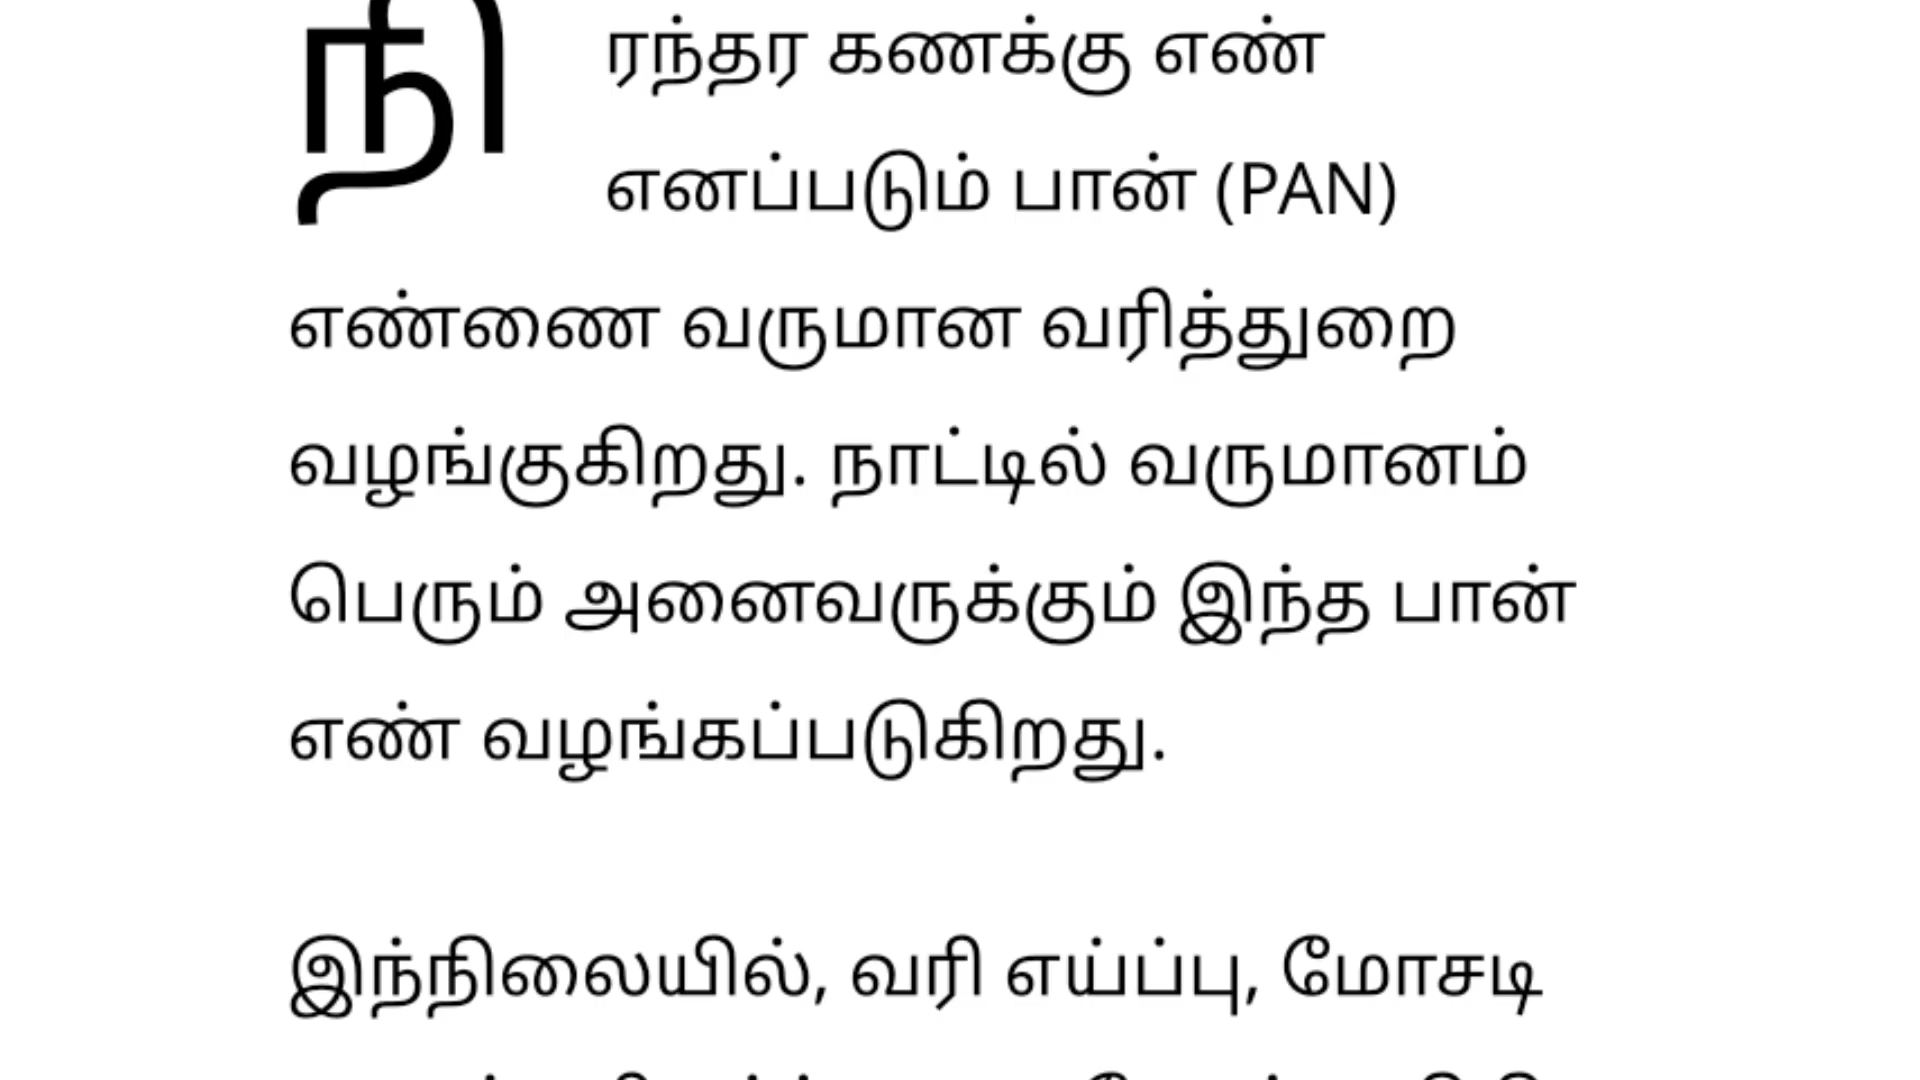 நிரந்தர கணக்கு எண்
எனப்படும் பான் (PAN)
எண்ணை வருமான வரித்துறை
வழங்குகிறது. நாட்டில் வருமானம்
பெரும் அனைவருக்கும் இந்த பான்
எண் வழங்கப்படுகிறது.
இந்நிலையில், வரி எய்ப்பு, மோசடி